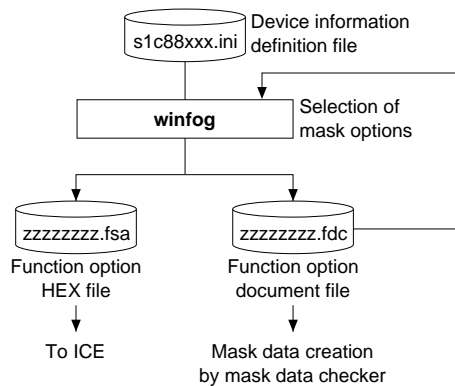 s1c88xxx.ini
Device information
definition file
winfog
Selection of
mask options
zzzzzzzz.fsa
zzzzzzzz.fdc
Function option
HEX file
Function option
document file
To ICE
Mask data creation
by mask data checker